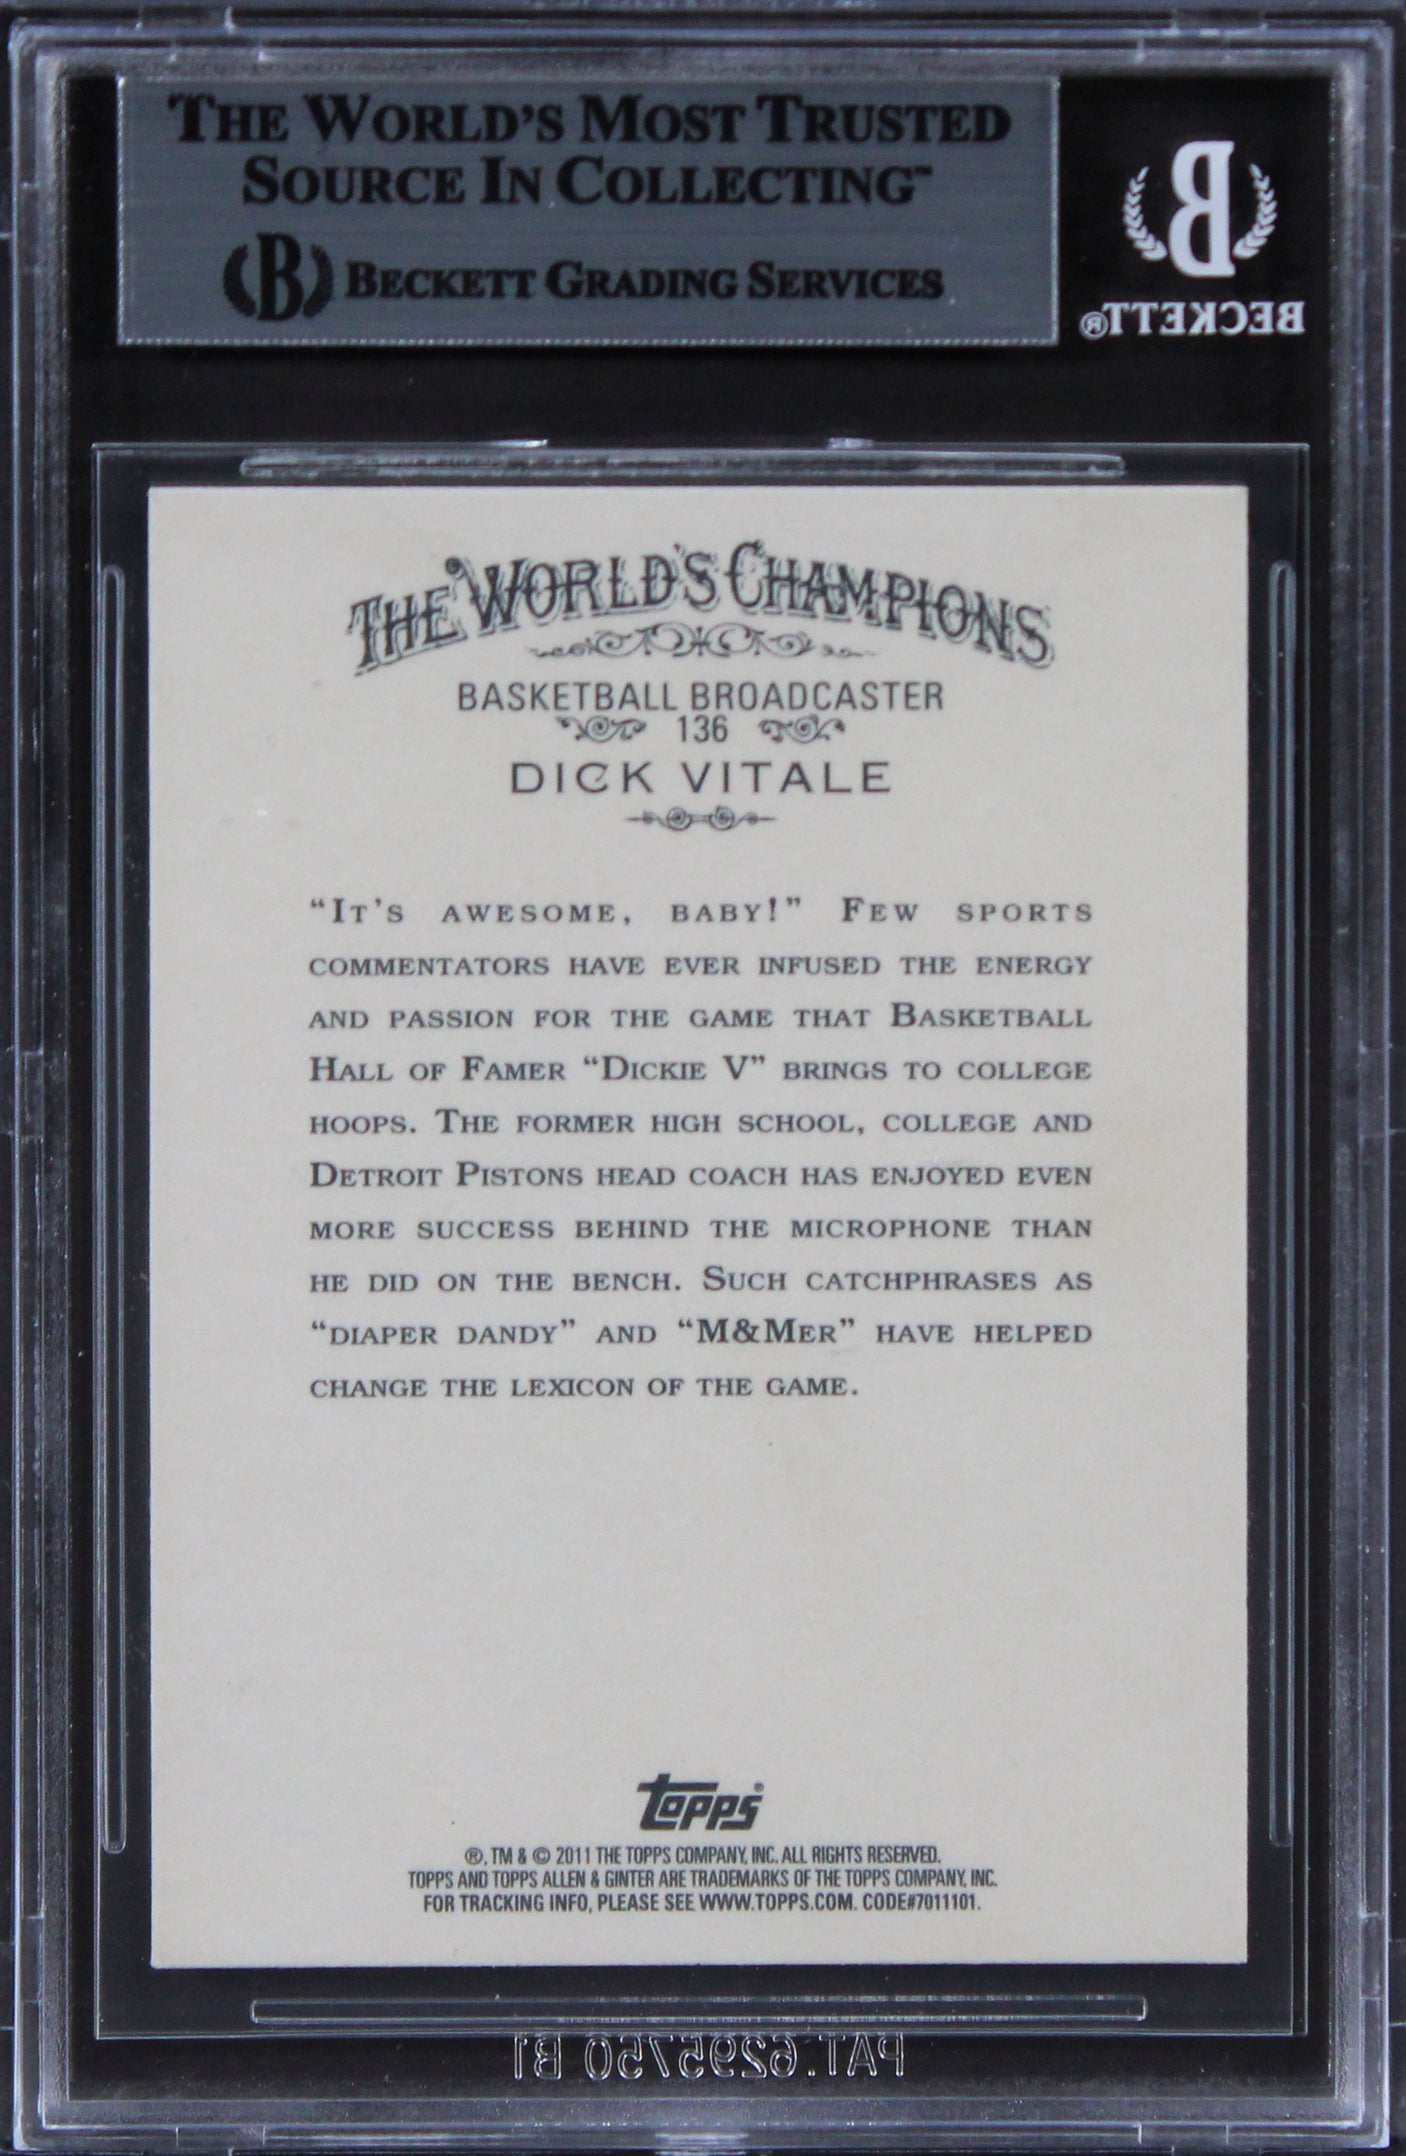 THE WORLD'S MOST TRUSTED
SOURCE IN COLLECTING™
B BECKETT GRADING SERVICES
B
BECKETT®
THE WORLD'S CHAMPIONS
BASKETBALL BROADCASTER
136
DICK VITALE
"IT'S AWESOME, BABY!" FEW SPORTS
COMMENTATORS HAVE EVER INFUSED THE ENERGY
AND PASSION FOR THE GAME THAT BASKETBALL
HALL OF FAMER "DICKIE V" BRINGS TO COLLEGE
HOOPS. THE FORMER HIGH SCHOOL, COLLEGE AND
DETROIT PISTONS HEAD COACH HAS ENJOYED EVEN
MORE SUCCESS BEHIND THE MICROPHONE THAN
HE DID ON THE BENCH. SUCH CATCHPHRASES AS
"DIAPER DANDY" AND "M&MER" HAVE HELPED
CHANGE THE LEXICON OF THE GAME.
topps®
®, TM & © 2011 THE TOPPS COMPANY, INC. ALL RIGHTS RESERVED.
TOPPS AND TOPPS ALLEN & GINTER ARE TRADEMARKS OF THE TOPPS COMPANY, INC.
FOR TRACKING INFO, PLEASE SEE WWW.TOPPS.COM. CODE#7011101.
PAT. 6295750 B1